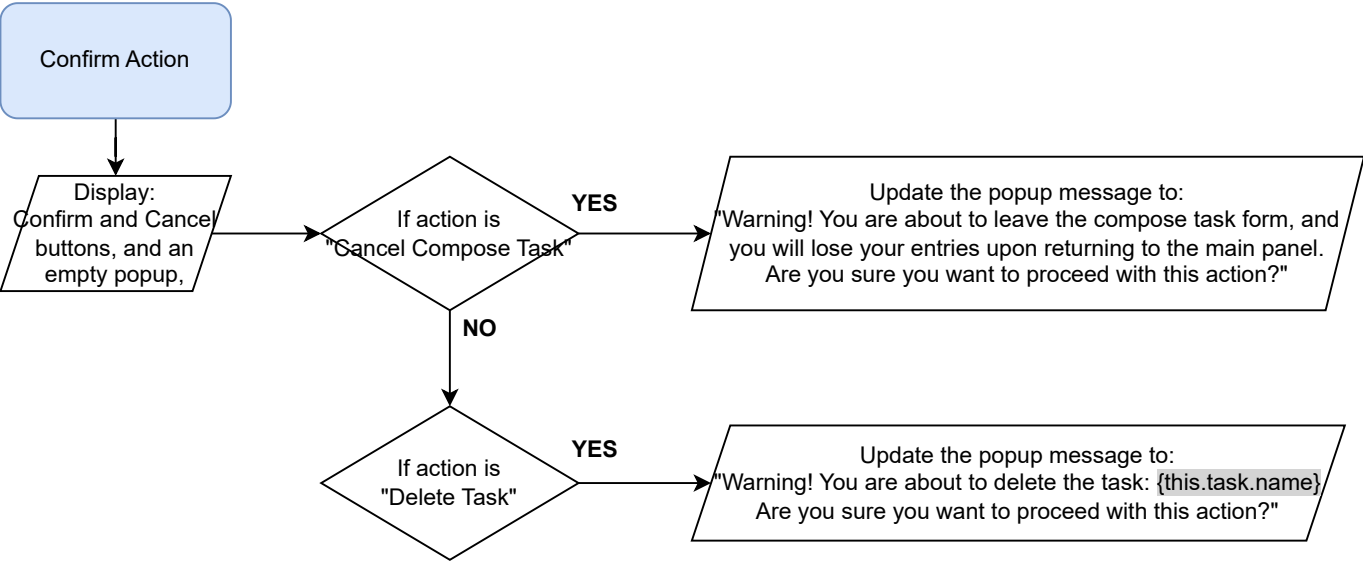 Confirm Action
Display:
Confirm and Cancel
buttons, and an
empty popup,
If action is
"Cancel Compose Task"
YES
Update the popup message to:
"Warning! You are about to leave the compose task form, and
you will lose your entries upon returning to the main panel.
Are you sure you want to proceed with this action?"
NO
If action is
"Delete Task"
YES
Update the popup message to:
"Warning! You are about to delete the task: {this.task.name}
Are you sure you want to proceed with this action?"